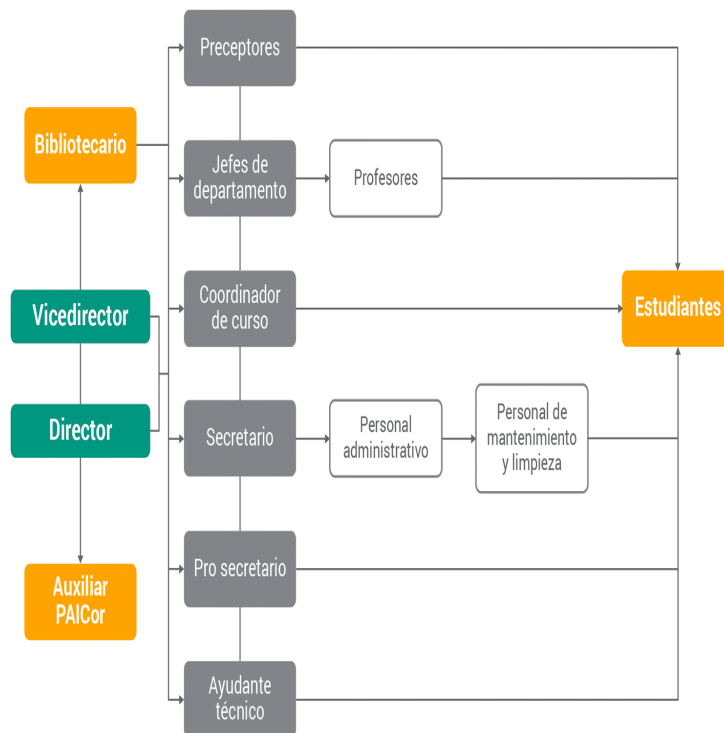 Preceptores
Bibliotecario
Jefes de
departamento
Profesores
Vicedirector
Coordinador
de curso
Estudiantes
Director
Secretario
Personal
administrativo
Personal de
mantenimiento
y limpieza
Auxiliar
PAICor
Pro secretario
Ayudante
técnico